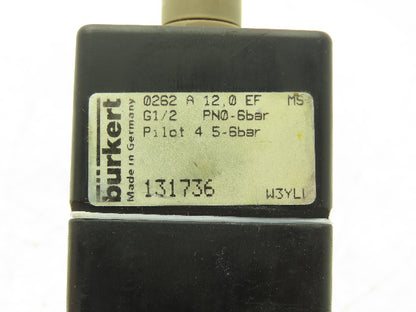 bürkert
Made in Germany
0262 A 12,0 EF MS
G1/2 PN0-6bar
Pilot 4 5-6bar
131736 W3YLI